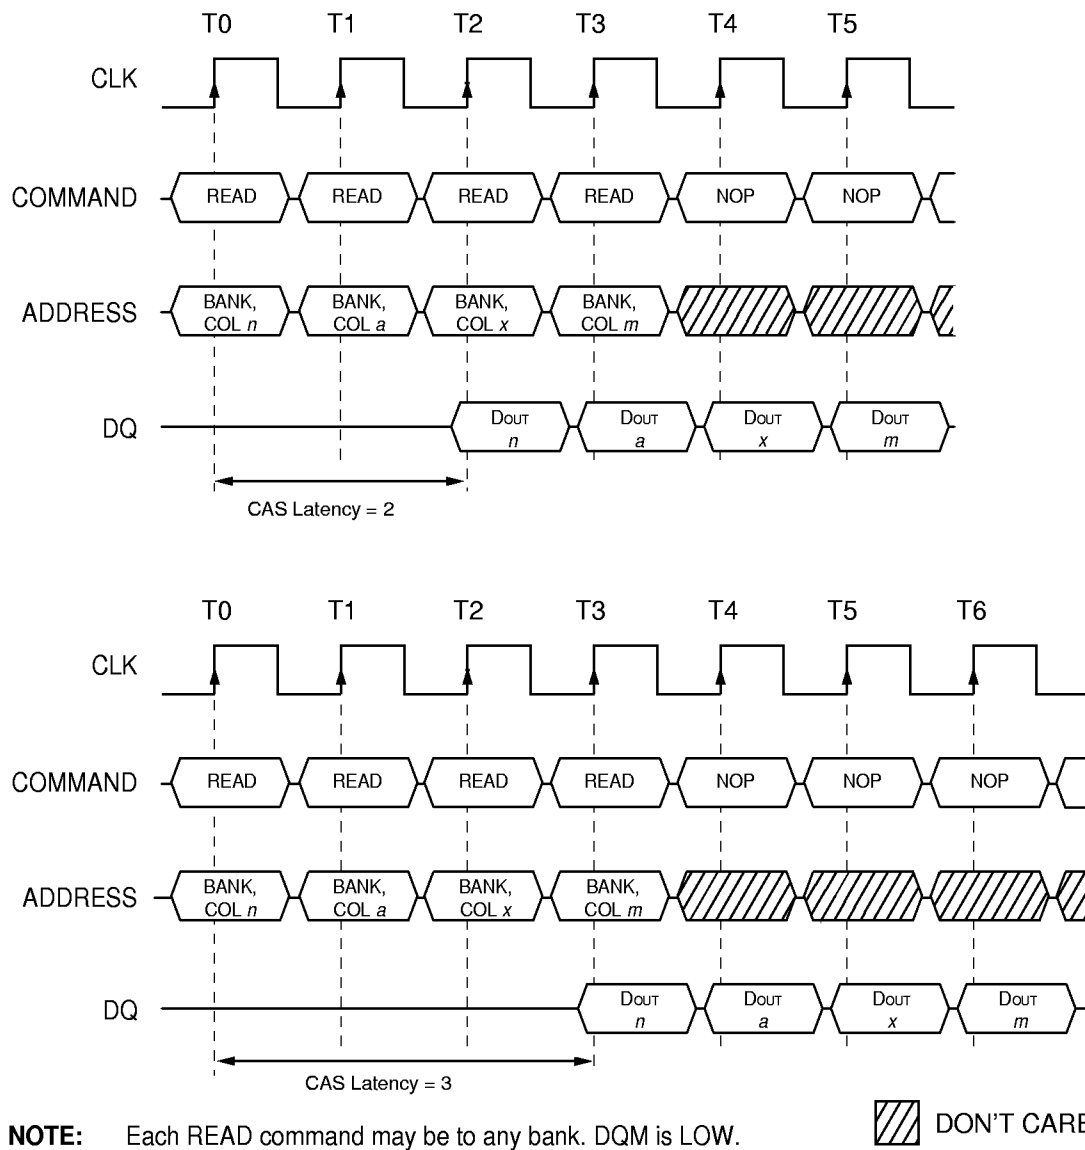 T0 T1 T2 T3 T4 T5
CLK
COMMAND READ READ READ READ NOP NOP
BANK, BANK, BANK, BANK,
ADDRESS
COL n COL a COL x COL m
DOUT DOUT DOUT DOUT
DQ
n a x m
CAS Latency = 2
T0 T1 T2 T3 T4 T5 T6
CLK
COMMAND READ READ READ READ NOP NOP NOP
BANK, BANK, BANK, BANK,
ADDRESS
COL n COL a COL x COL m
DOUT DOUT DOUT DOUT
DQ
n a x m
CAS Latency = 3
DON'T CARE
NOTE: Each READ command may be to any bank. DQM is LOW.